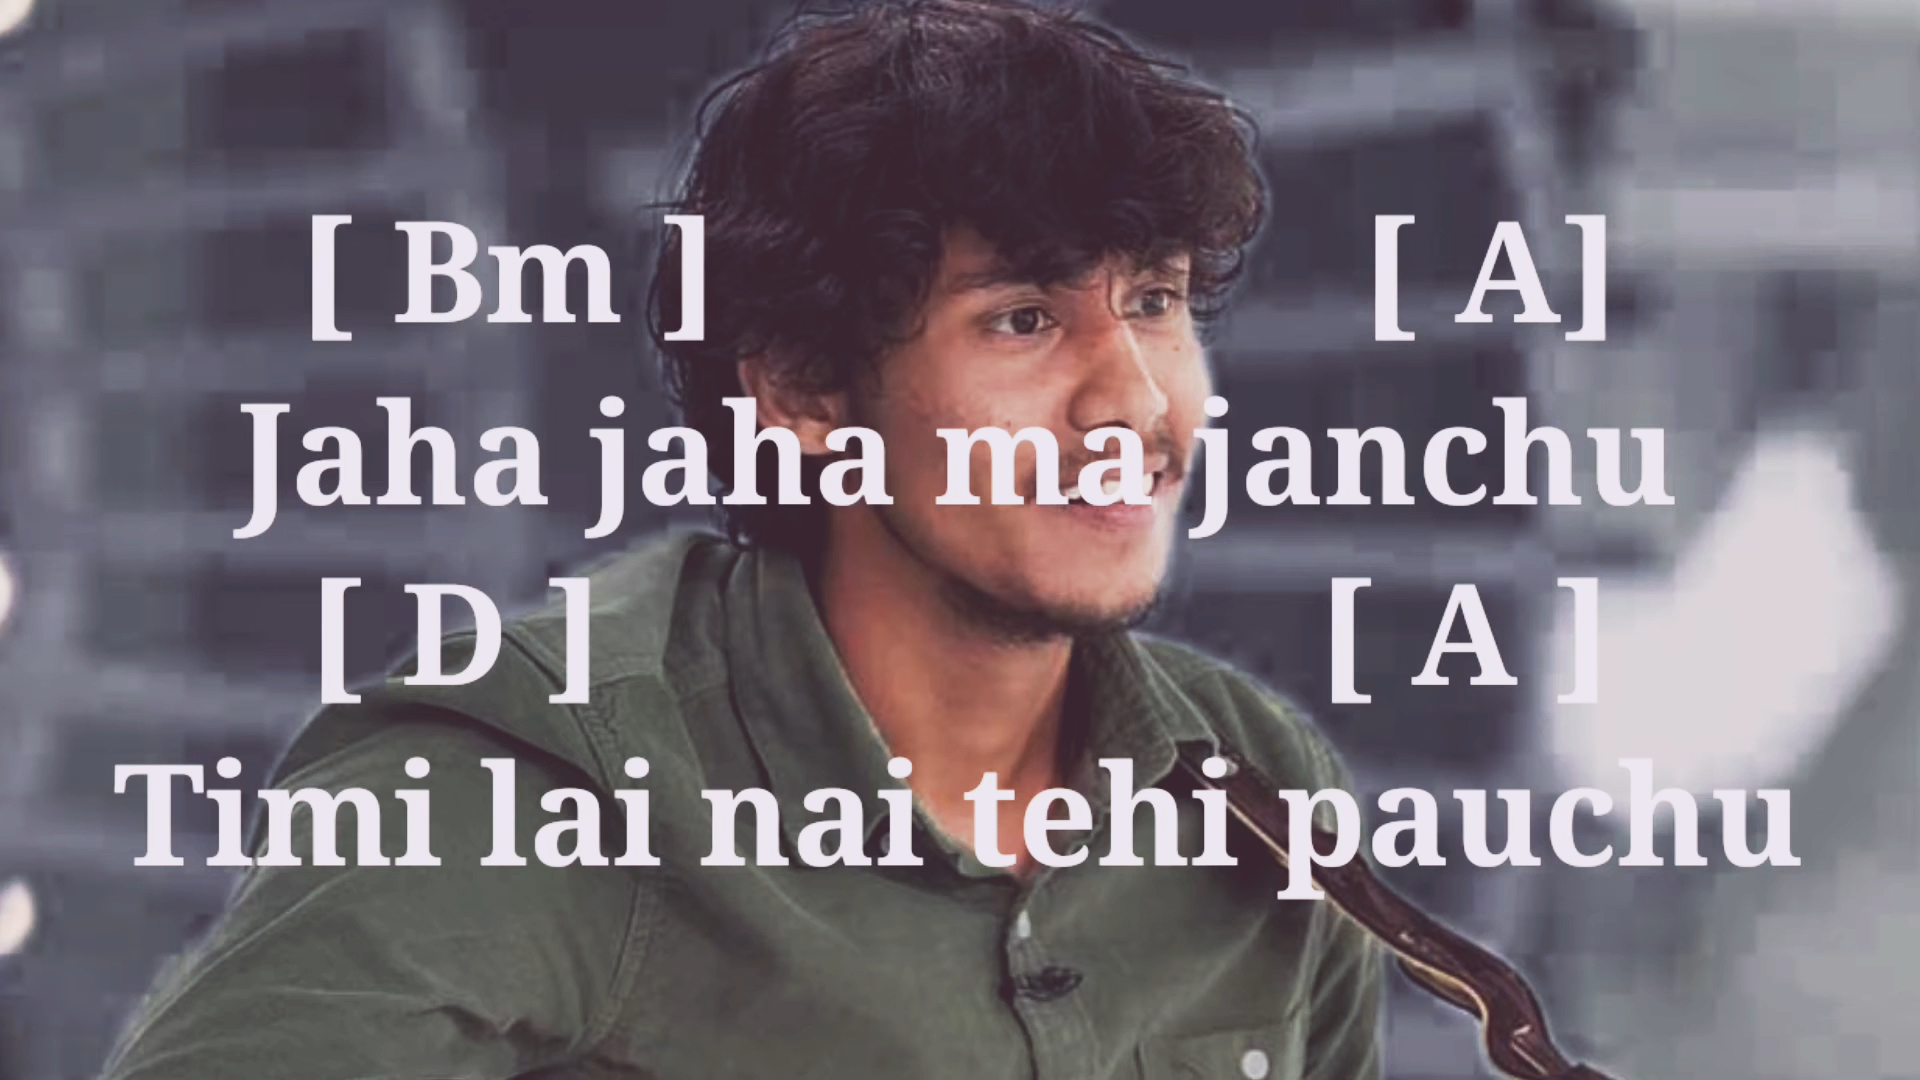 [ Bm ] [ A]
Jaha jaha ma janchu
[ D ] [ A ]
Timi lai nai tehi pauchu